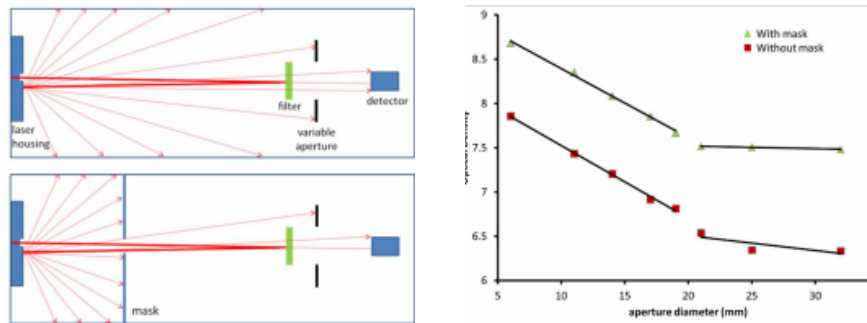 laser
housing
filter
variable
aperture
detector
mask
9
8.5
8
7.5
7
6.5
6
5
10
15
20
25
30
aperture diameter (mm)
With mask
Without mask